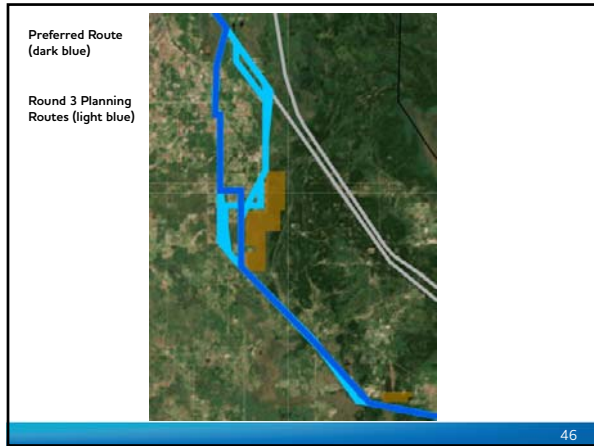 Preferred Route
(dark blue)
Round 3 Planning
Routes (light blue)
46